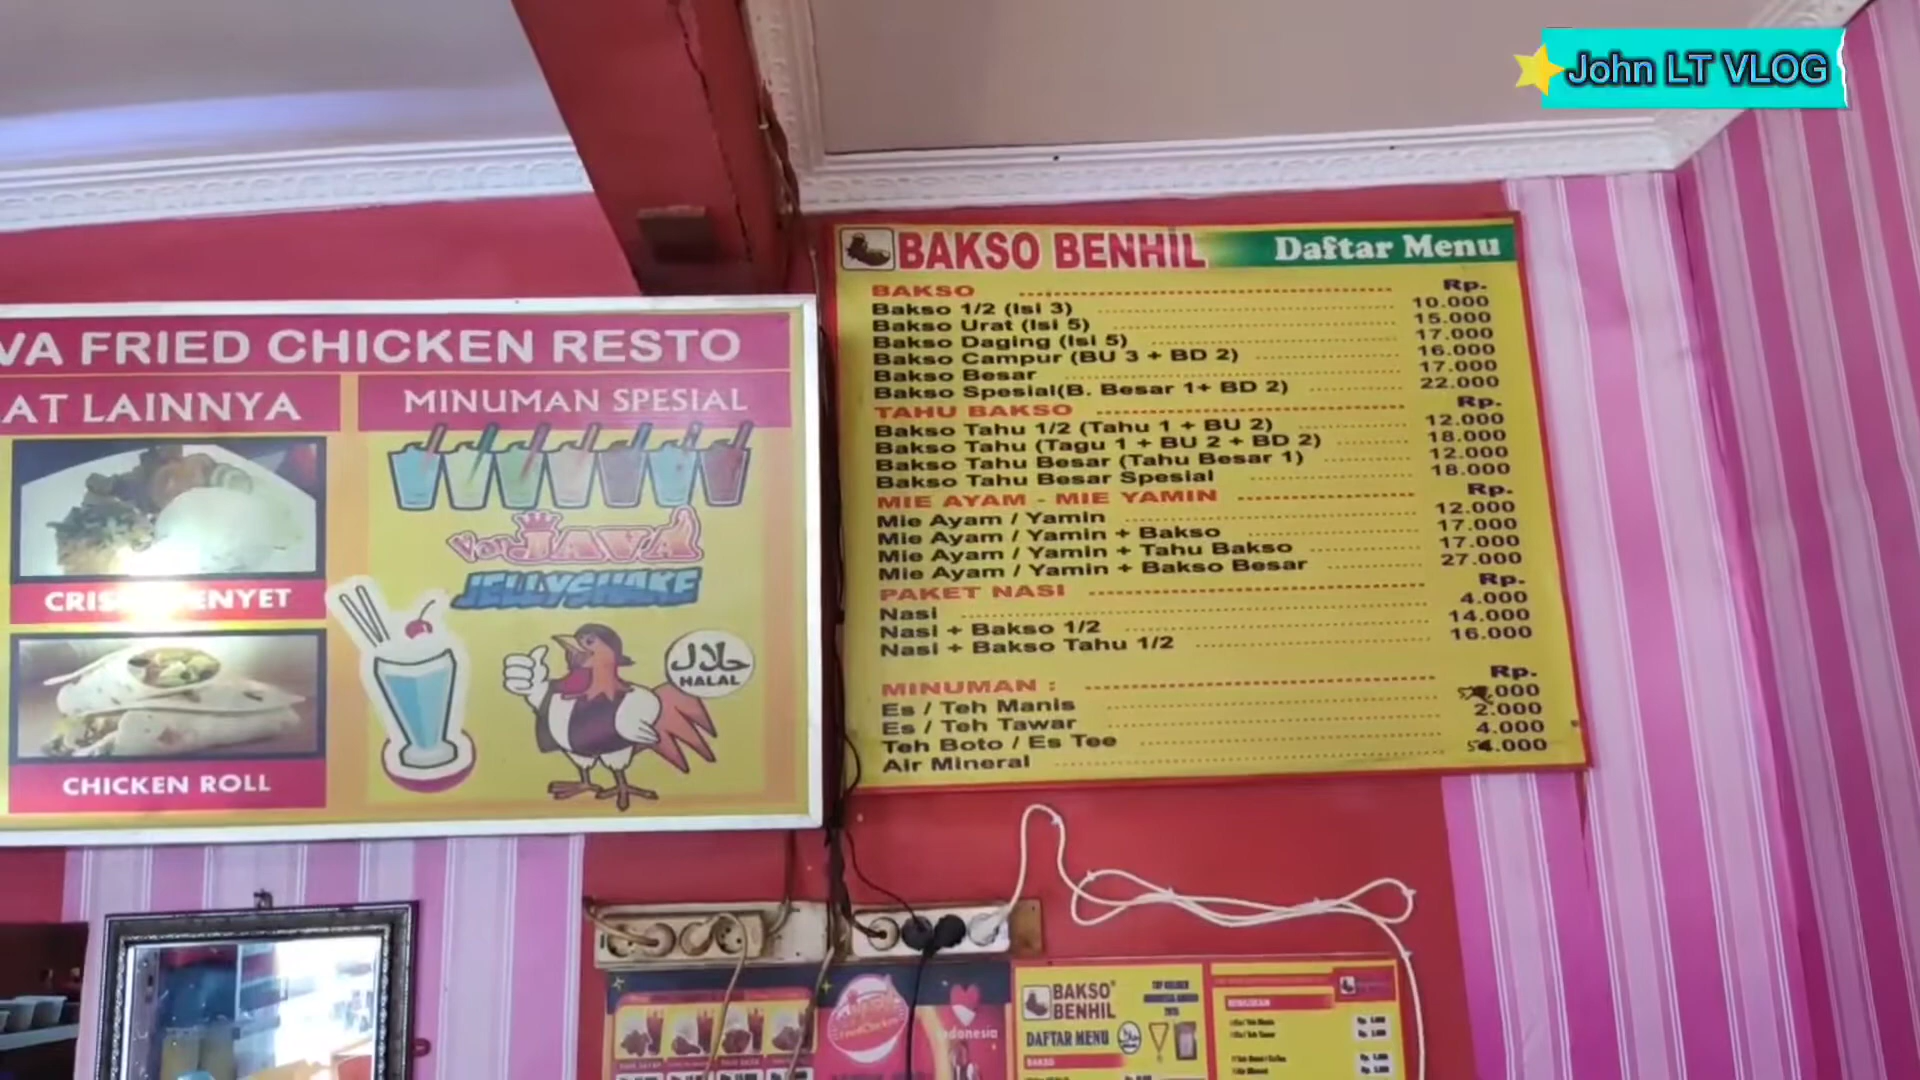 John LT VLOG
VA FRIED CHICKEN RESTO
AT LAINNYA
MINUMAN SPESIAL
Van JAVA
JELLYSHAKE
CHICKEN ROLL
حلال
HALAL
BAKSO BENHIL Daftar Menu
BAKSO Rp.
Bakso 1/2 (Isi 3) 10.000
Bakso Urat (Isi 5) 15.000
Bakso Daging (Isi 5) 17.000
Bakso Campur (BU 3 + BD 2) 16.000
Bakso Besar 17.000
Bakso Spesial(B. Besar 1+ BD 2) 22.000
TAHU BAKSO Rp.
Bakso Tahu 1/2 (Tahu 1 + BU 2) 12.000
Bakso Tahu (Tagu 1 + BU 2 + BD 2) 18.000
Bakso Tahu Besar (Tahu Besar 1) 12.000
Bakso Tahu Besar Spesial 18.000
MIE AYAM - MIE YAMIN Rp.
Mie Ayam / Yamin 12.000
Mie Ayam / Yamin + Bakso 17.000
Mie Ayam / Yamin + Tahu Bakso 17.000
Mie Ayam / Yamin + Bakso Besar 27.000
PAKET NASI Rp.
Nasi 4.000
Nasi + Bakso 1/2 14.000
Nasi + Bakso Tahu 1/2 16.000
MINUMAN : Rp.
Es / Teh Manis
Es / Teh Tawar 2.000
Teh Boto / Es Tee 4.000
Air Mineral
BAKSO
BENHIL
DAFTAR MENU
BAKSO